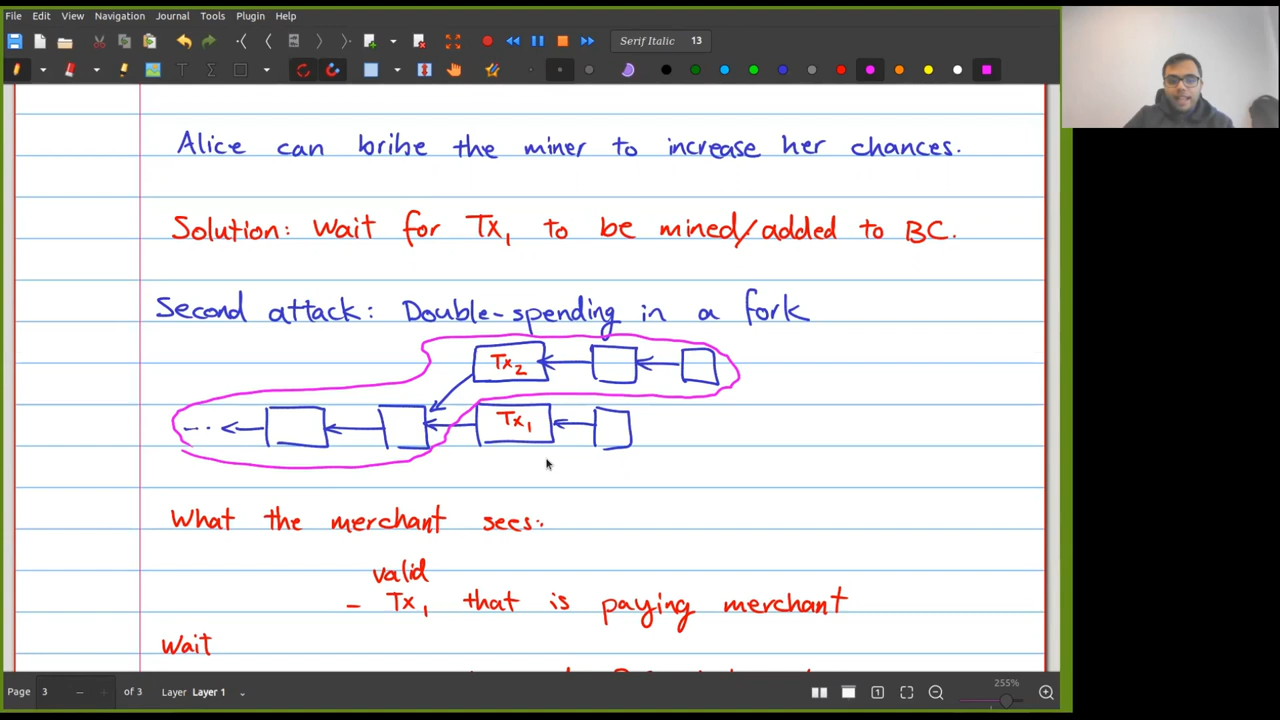 File Edit View Navigation Journal Tools Plugin Help
Serif Italic 13
Alice can bribe the miner to increase her chances.
Solution: Wait for Tx1 to be mined/added to BC.
Second attack: Double-spending in a fork
Tx2
... Tx1
What the merchant sees:
valid
- Tx1 that is paying merchant
Wait
Page 3 of 3 Layer Layer 1 255%